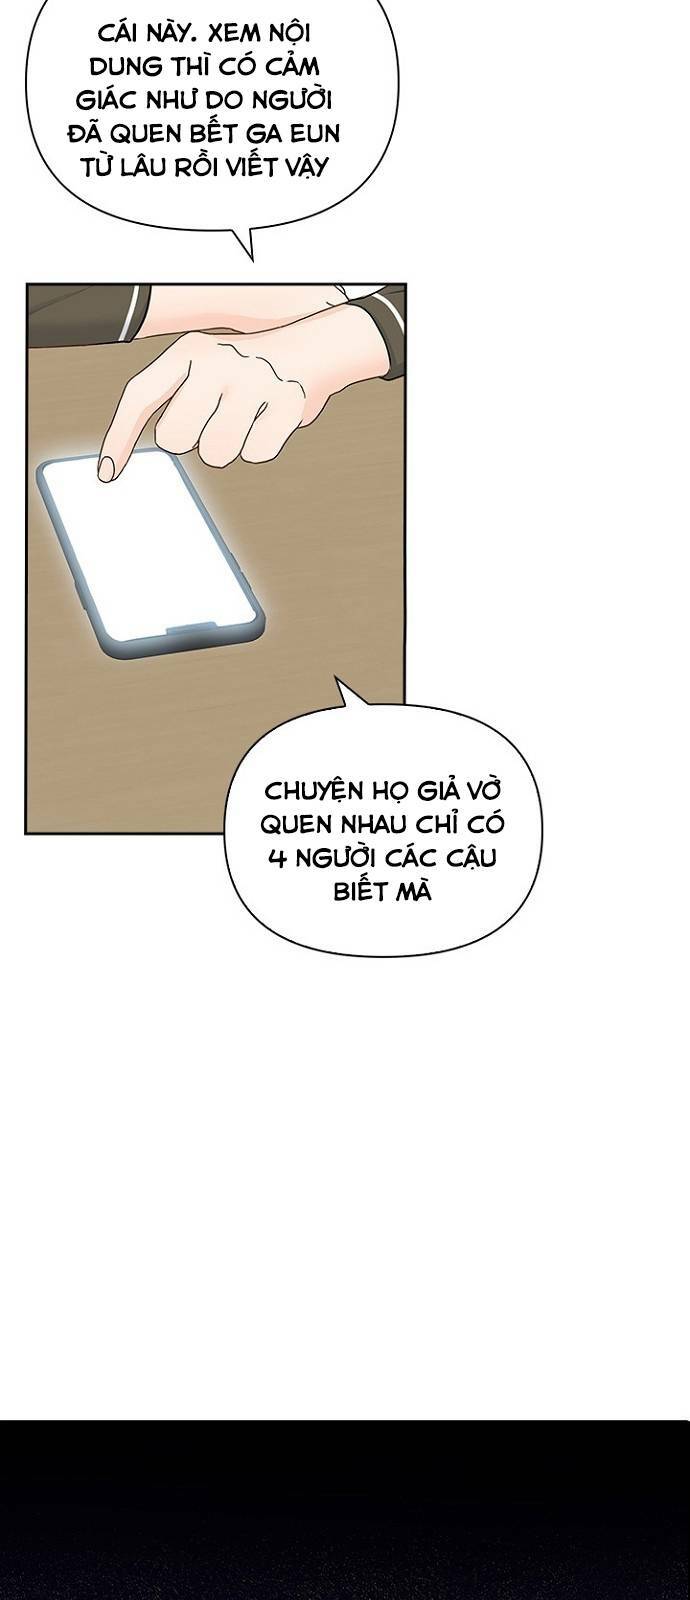 CÁI NÀY. XEM NỘI
DUNG THÌ CÓ CẢM
GIÁC NHƯ DO NGƯỜI
ĐÃ QUEN BẾT GA EUN
TỪ LÂU RỒI VIẾT VẬY
CHUYỆN HỌ GIẢ VỜ
QUEN NHAU CHỈ CÓ
4 NGƯỜI CÁC CẬU
BIẾT MÀ